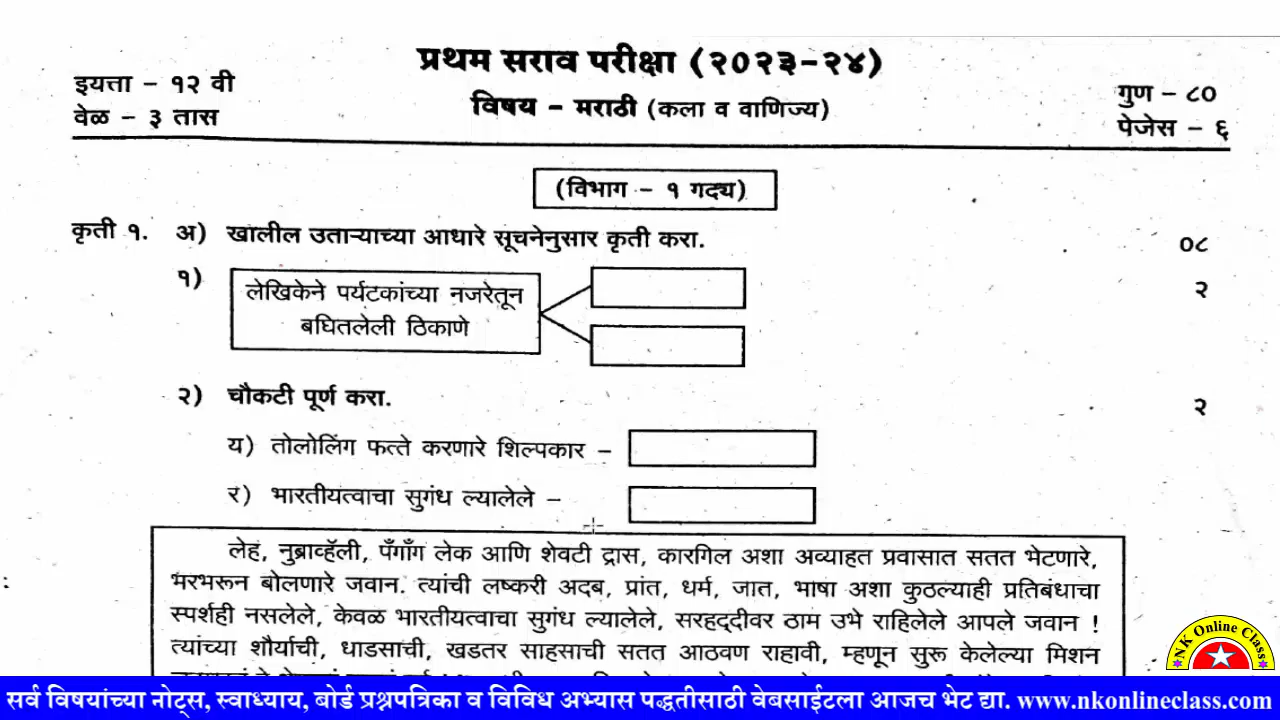 प्रथम सराव परीक्षा (२०२३-२४)
इयत्ता - १२ वी
गुण - ८०
विषय - मराठी (कला व वाणिज्य)
वेळ - ३ तास
पेजेस - ६
(विभाग - १ गद्य)
कृती १. अ) खालील उताऱ्याच्या आधारे सूचनेनुसार कृती करा. ०८
१) लेखिकेने पर्यटकांच्या नजरेतून २
बघितलेली ठिकाणे
२) चौकटी पूर्ण करा. २
य) तोलोलिंग फत्ते करणारे शिल्पकार -
र) भारतीयत्वाचा सुगंध ल्यालेले -
लेह, नुब्राव्हॅली, पँगाँग लेक आणि शेवटी द्रास, कारगिल अशा अव्याहत प्रवासात सतत भेटणारे,
भरभरून बोलणारे जवान. त्यांची लष्करी अदब, प्रांत, धर्म, जात, भाषा अशा कुठल्याही प्रतिबंधाचा
स्पर्शही नसलेले, केवळ भारतीयत्वाचा सुगंध ल्यालेले, सरहद्दीवर ठाम उभे राहिलेले आपले जवान !
त्यांच्या शौर्याची, धाडसाची, खडतर साहसाची सतत आठवण राहावी, म्हणून सुरू केलेल्या मिशन
NK Online Class
सर्व विषयांच्या नोट्स, स्वाध्याय, बोर्ड प्रश्नपत्रिका व विविध अभ्यास पद्धतीसाठी वेबसाईटला आजच भेट द्या. www.nkonlineclass.com